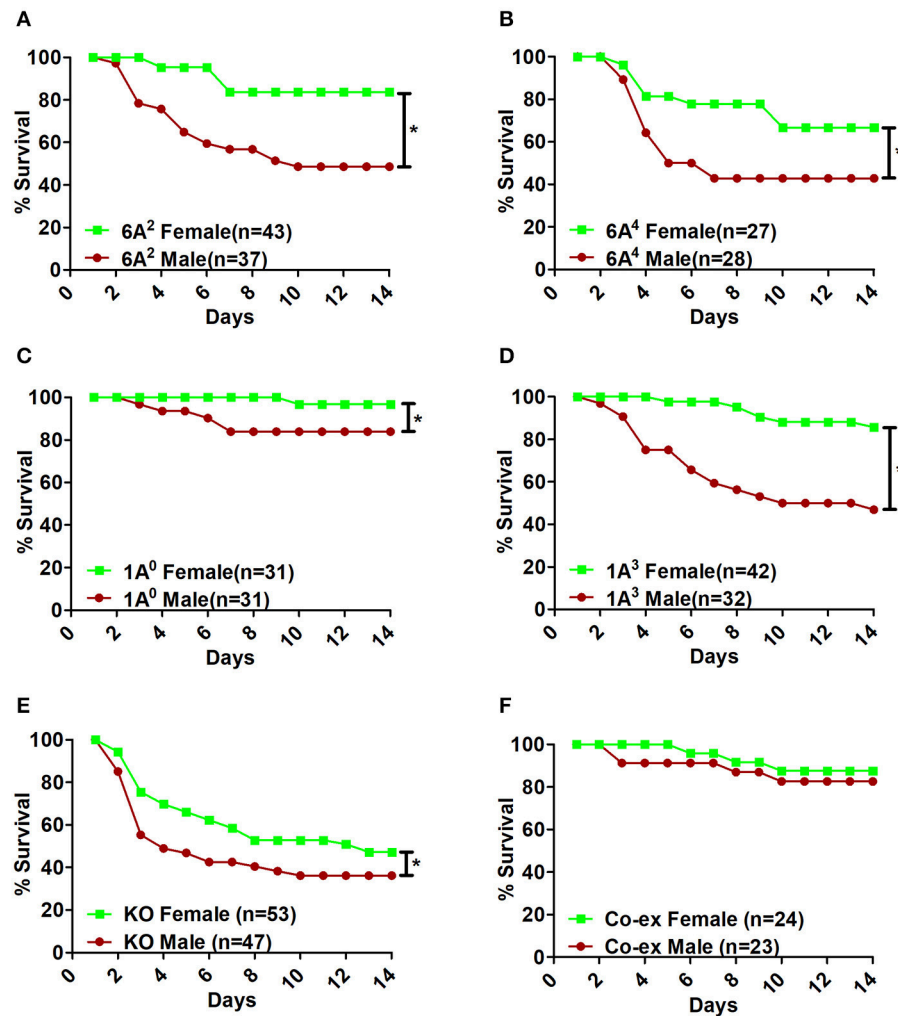 A
% Survival
100
80
60
40
20
0
6A² Female(n=43)
6A² Male(n=37)
*
0 2 4 6 8 10 12 14
Days
B
% Survival
100
80
60
40
20
0
6A⁴ Female(n=27)
6A⁴ Male(n=28)
*
0 2 4 6 8 10 12 14
Days
C
% Survival
100
80
60
40
20
0
1A⁰ Female(n=31)
1A⁰ Male(n=31)
*
0 2 4 6 8 10 12 14
Days
D
% Survival
100
80
60
40
20
0
1A³ Female(n=42)
1A³ Male(n=32)
*
0 2 4 6 8 10 12 14
Days
E
% Survival
100
80
60
40
20
0
KO Female (n=53)
KO Male (n=47)
*
0 2 4 6 8 10 12 14
Days
F
% Survival
100
80
60
40
20
0
Co-ex Female (n=24)
Co-ex Male (n=23)
0 2 4 6 8 10 12 14
Days